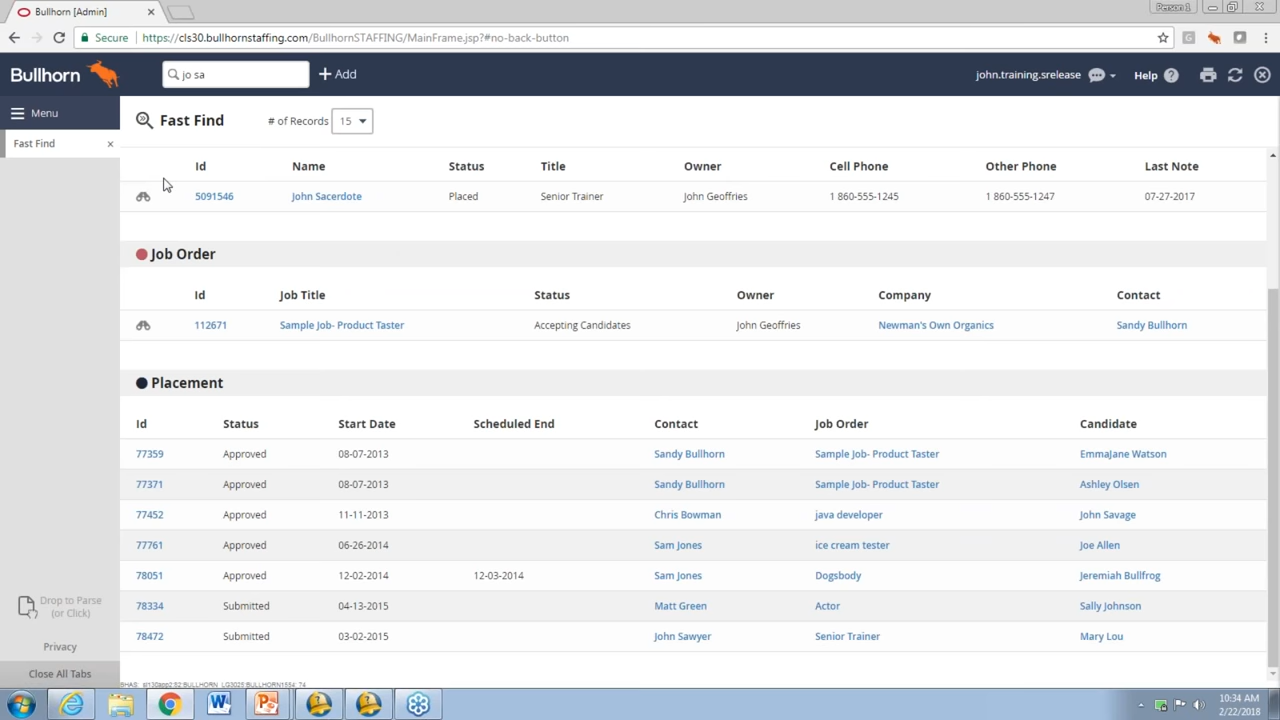 Bullhorn [Admin]
Person 1
Secure https://cls30.bullhornstaffing.com/BullhornSTAFFING/MainFrame.jsp?#no-back-button
Bullhorn
jo sa
Add
john.training.srelease
Help
Menu
Fast Find
# of Records
15
Fast Find
Id Name Status Title Owner Cell Phone Other Phone Last Note
5091546 John Sacerdote Placed Senior Trainer John Geoffries 1 860-555-1245 1 860-555-1247 07-27-2017
Job Order
Id Job Title Status Owner Company Contact
112671 Sample Job- Product Taster Accepting Candidates John Geoffries Newman's Own Organics Sandy Bullhorn
Placement
Id Status Start Date Scheduled End Contact Job Order Candidate
77359 Approved 08-07-2013 Sandy Bullhorn Sample Job- Product Taster EmmaJane Watson
77371 Approved 08-07-2013 Sandy Bullhorn Sample Job- Product Taster Ashley Olsen
77452 Approved 11-11-2013 Chris Bowman java developer John Savage
77761 Approved 06-26-2014 Sam Jones ice cream tester Joe Allen
78051 Approved 12-02-2014 12-03-2014 Sam Jones Dogsbody Jeremiah Bullfrog
78334 Submitted 04-13-2015 Matt Green Actor Sally Johnson
78472 Submitted 03-02-2015 John Sawyer Senior Trainer Mary Lou
Drop to Parse
(or Click)
Privacy
Close All Tabs
10:34 AM
2/22/2018